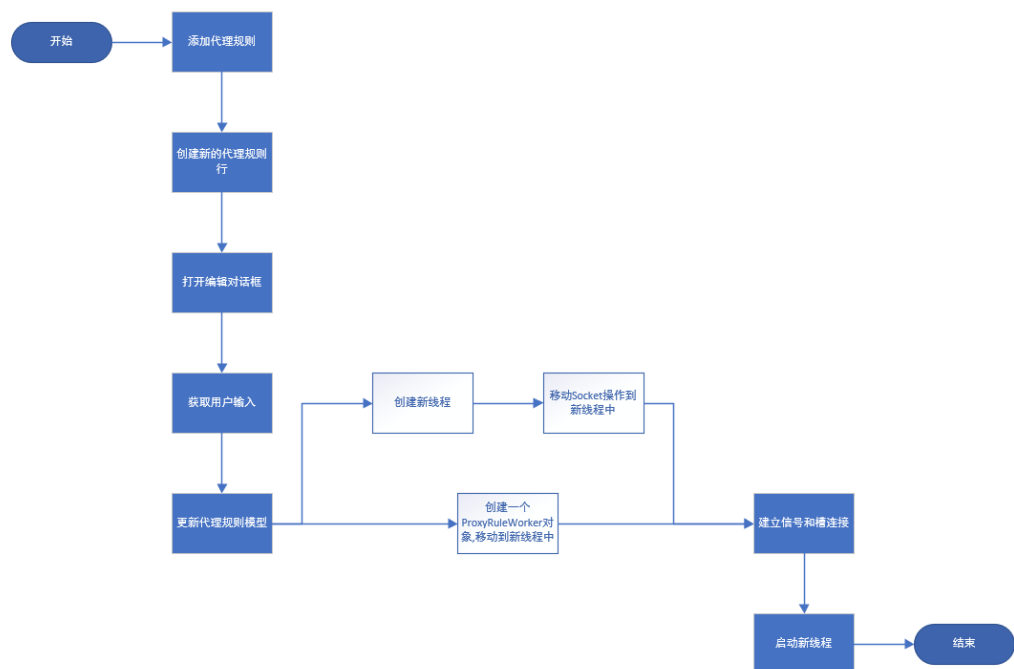 开始
添加代理规则
创建新的代理规则
行
打开编辑对话框
获取用户输入
创建新线程
移动Socket操作到
新线程中
更新代理规则模型
创建一个
ProxyRuleWorker对
象,移动到新线程中
建立信号和槽连接
启动新线程
结束